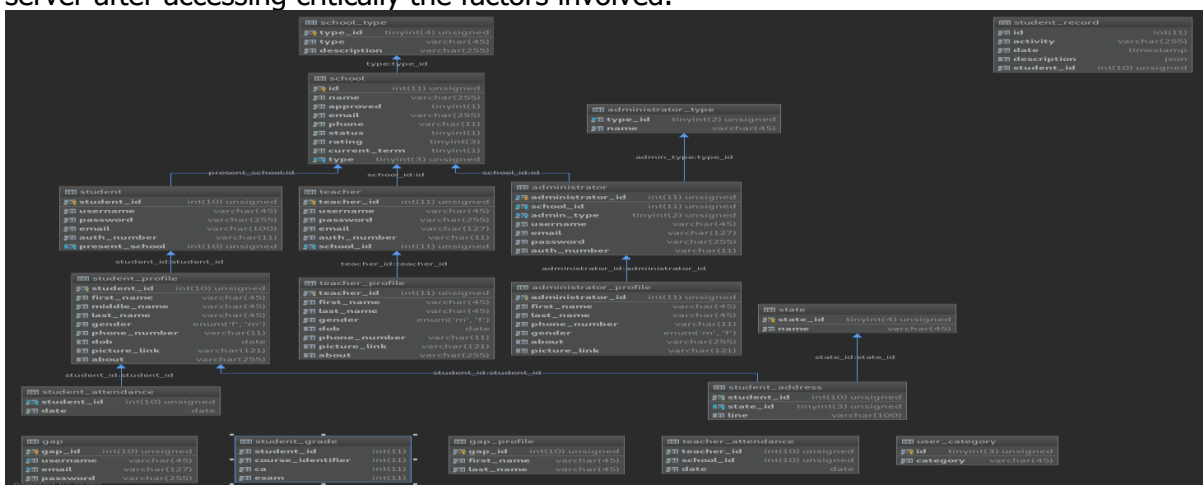 server after accessing critically the factors involved.
school_type
type_id tinyint(4) unsigned
type varchar(45)
description varchar(255)
type:type_id
school
id int(11) unsigned
name varchar(255)
approved tinyint(1)
email varchar(255)
phone varchar(11)
status tinyint(1)
rating tinyint(3)
current_term tinyint(1)
type tinyint(3) unsigned
student_record
id int(11)
activity varchar(255)
date timestamp
description json
student_id int(10) unsigned
administrator_type
type_id tinyint(2) unsigned
name varchar(45)
admin_type:type_id
present_school:id
school_id:id
school_id:id
student
student_id int(10) unsigned
username varchar(45)
password varchar(255)
email varchar(100)
auth_number varchar(11)
present_school int(10) unsigned
student_id:student_id
teacher
teacher_id int(11) unsigned
username varchar(45)
password varchar(255)
email varchar(127)
auth_number varchar(11)
school_id int(11) unsigned
teacher_id:teacher_id
administrator
administrator_id int(11) unsigned
school_id int(11) unsigned
admin_type tinyint(2) unsigned
username varchar(45)
email varchar(127)
password varchar(255)
auth_number varchar(11)
administrator_id:administrator_id
student_profile
student_id int(10) unsigned
first_name varchar(45)
middle_name varchar(45)
last_name varchar(45)
gender enum('f', 'm')
phone_number varchar(11)
dob date
picture_link varchar(121)
about varchar(255)
teacher_profile
teacher_id int(11) unsigned
first_name varchar(45)
last_name varchar(45)
gender enum('m', 'f')
dob date
phone_number varchar(11)
picture_link varchar(121)
about varchar(255)
administrator_profile
administrator_id int(11) unsigned
first_name varchar(45)
last_name varchar(45)
phone_number varchar(11)
gender enum('m', 'f')
about varchar(255)
picture_link varchar(121)
state
state_id tinyint(4) unsigned
name varchar(45)
state_id:state_id
student_id:student_id
student_id:student_id
student_attendance
student_id int(10) unsigned
date date
student_address
student_id int(10) unsigned
state_id tinyint(3) unsigned
line varchar(100)
gap
gap_id int(10) unsigned
username varchar(45)
email varchar(127)
password varchar(255)
student_grade
student_id int(11)
course_identifier int(11)
ca int(11)
exam int(11)
gap_profile
gap_id int(10) unsigned
first_name varchar(45)
last_name varchar(45)
teacher_attendance
teacher_id int(10) unsigned
school_id int(10) unsigned
date date
user_category
id tinyint(3) unsigned
category varchar(45)